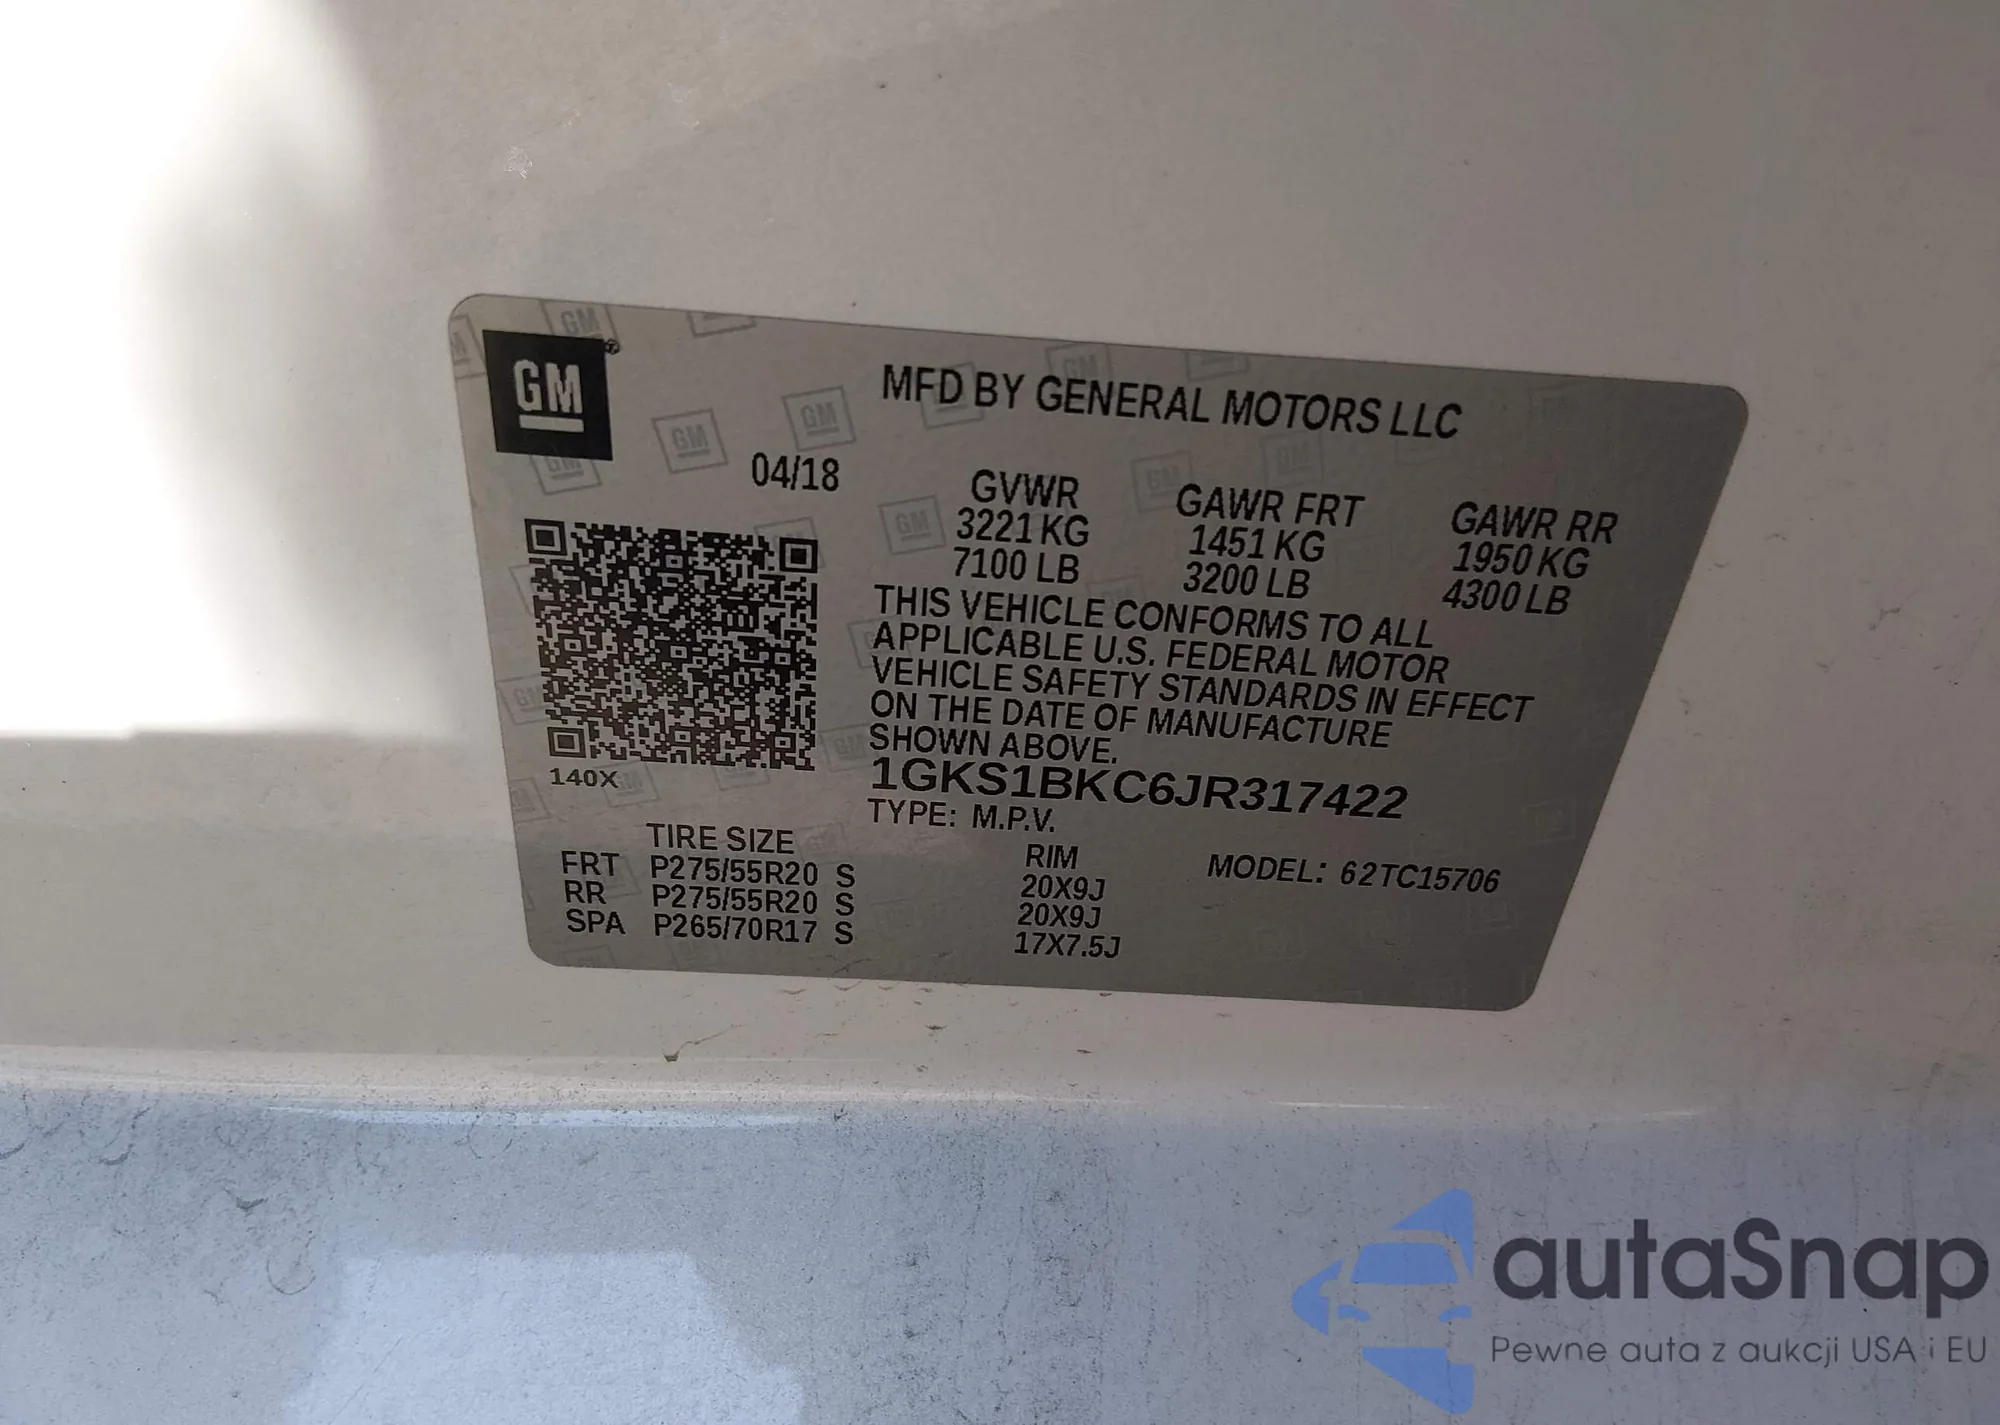 GM
MFD BY GENERAL MOTORS LLC
04/18
GVWR GAWR FRT GAWR RR
3221 KG 1451 KG 1950 KG
7100 LB 3200 LB 4300 LB
THIS VEHICLE CONFORMS TO ALL
APPLICABLE U.S. FEDERAL MOTOR
VEHICLE SAFETY STANDARDS IN EFFECT
ON THE DATE OF MANUFACTURE
SHOWN ABOVE.
140X
1GKS1BKC6JR317422
TYPE: M.P.V.
TIRE SIZE RIM MODEL: 62TC15706
FRT P275/55R20 S 20X9J
RR P275/55R20 S 20X9J
SPA P265/70R17 S 17X7.5J
autaSnap
Pewne auta z aukcji USA i EU